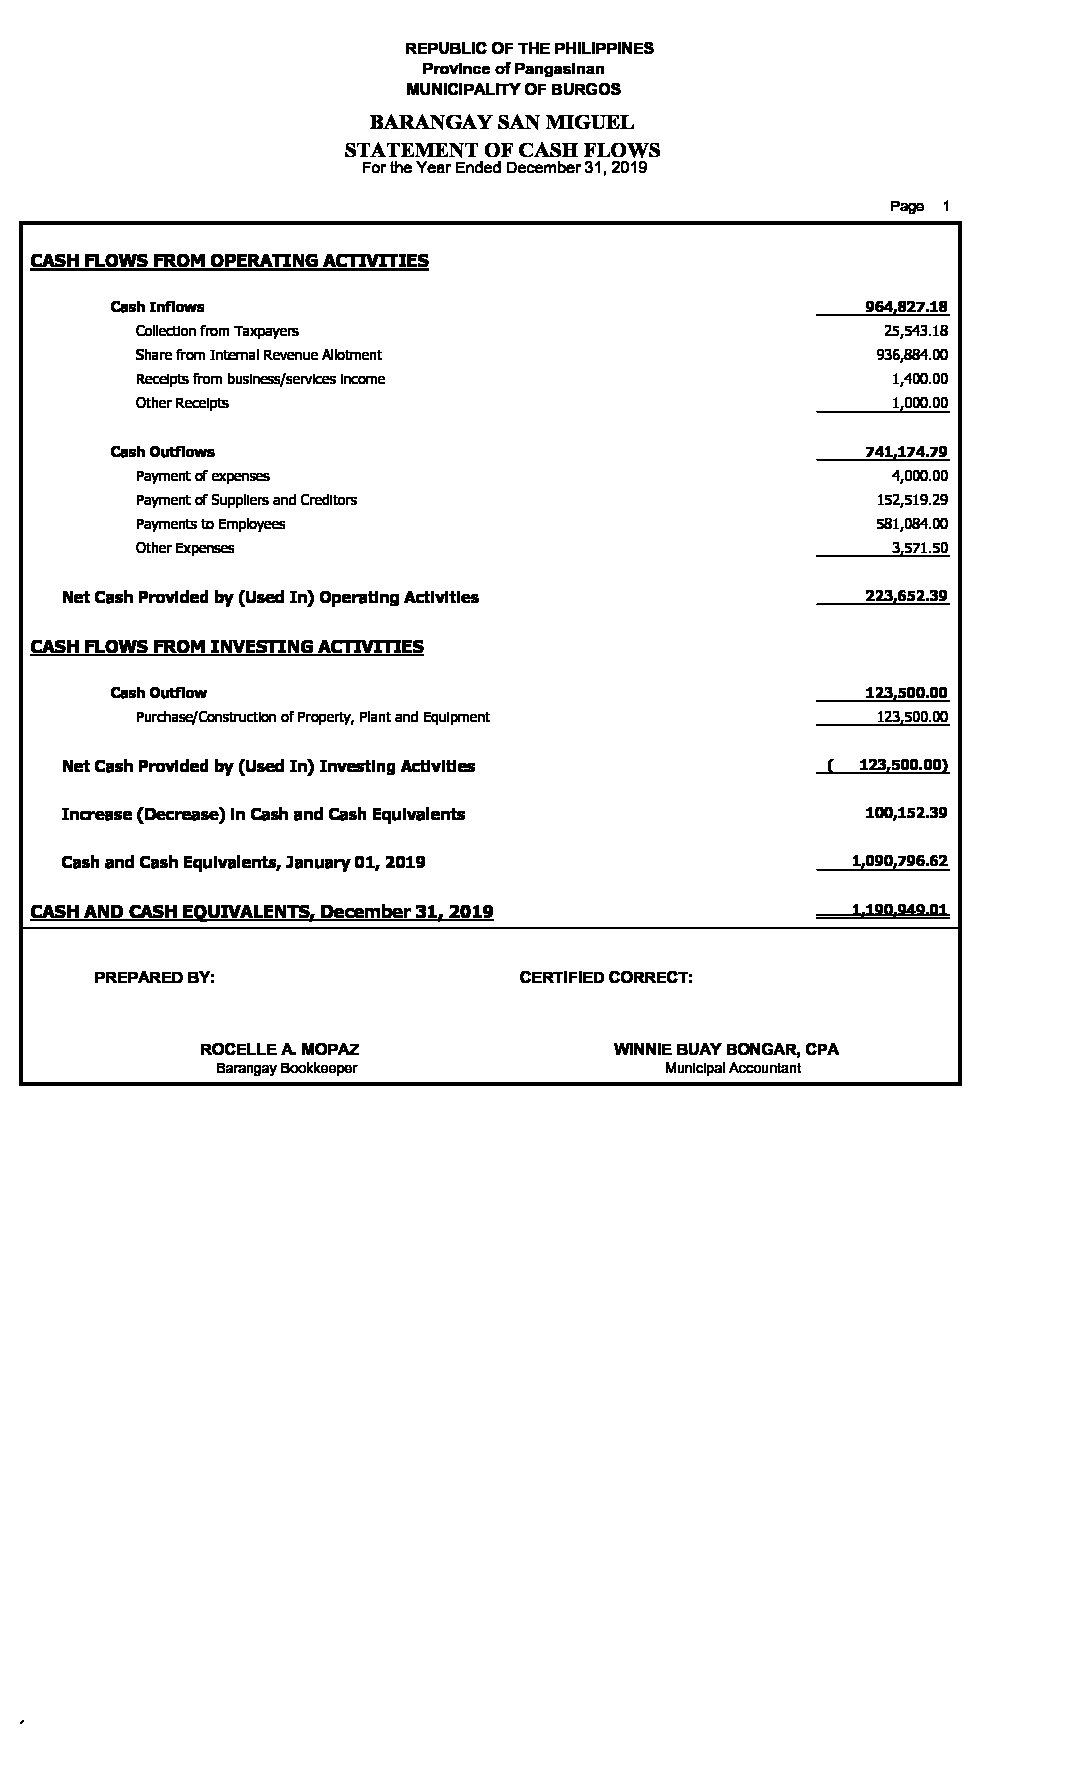 REPUBLIC OF THE PHILIPPINES
Province of Pangasinan
MUNICIPALITY OF BURGOS
BARANGAY SAN MIGUEL
STATEMENT OF CASH FLOWS
For the Year Ended December 31, 2019
Page 1
CASH FLOWS FROM OPERATING ACTIVITIES
Cash Inflows 964,827.18
Collection from Taxpayers 25,543.18
Share from Internal Revenue Allotment 936,884.00
Receipts from business/services income 1,400.00
Other Receipts 1,000.00
Cash Outflows 741,174.79
Payment of expenses 4,000.00
Payment of Suppliers and Creditors 152,519.29
Payments to Employees 581,084.00
Other Expenses 3,571.50
Net Cash Provided by (Used In) Operating Activities 223,652.39
CASH FLOWS FROM INVESTING ACTIVITIES
Cash Outflow 123,500.00
Purchase/Construction of Property, Plant and Equipment 123,500.00
Net Cash Provided by (Used In) Investing Activities ( 123,500.00)
Increase (Decrease) in Cash and Cash Equivalents 100,152.39
Cash and Cash Equivalents, January 01, 2019 1,090,796.62
CASH AND CASH EQUIVALENTS, December 31, 2019 1,190,949.01
PREPARED BY: CERTIFIED CORRECT:
ROCELLE A. MOPAZ WINNIE BUAY BONGAR, CPA
Barangay Bookkeeper Municipal Accountant